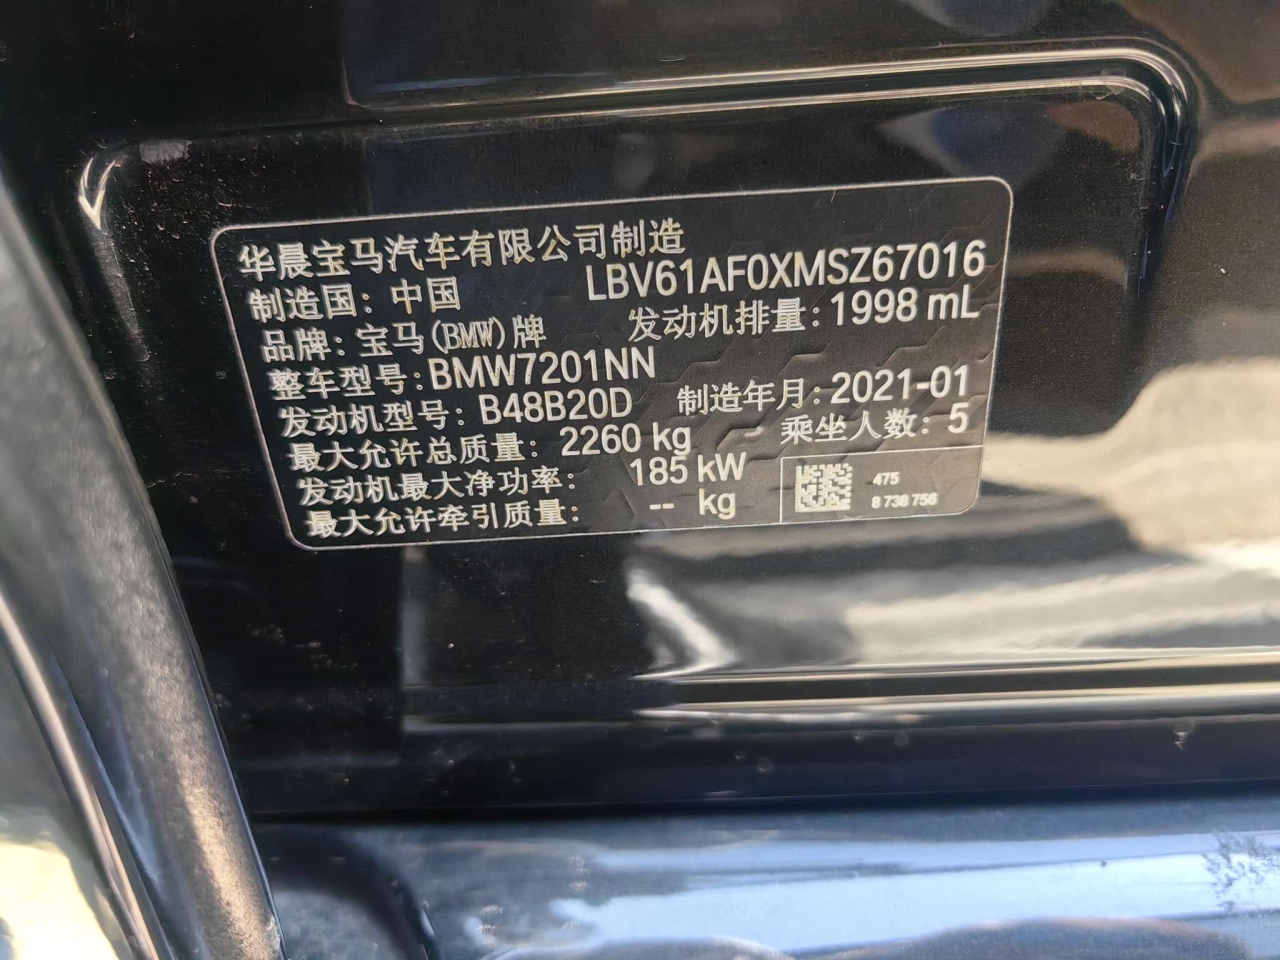 华晨宝马汽车有限公司制造
制造国: 中国 LBV61AF0XMSZ67016
品牌: 宝马(BMW)牌 发动机排量: 1998 mL
整车型号: BMW7201NN
发动机型号: B48B20D 制造年月: 2021-01
最大允许总质量: 2260 kg 乘坐人数: 5
发动机最大净功率: 185 kW
最大允许牵引质量: -- kg
475
8 738 756